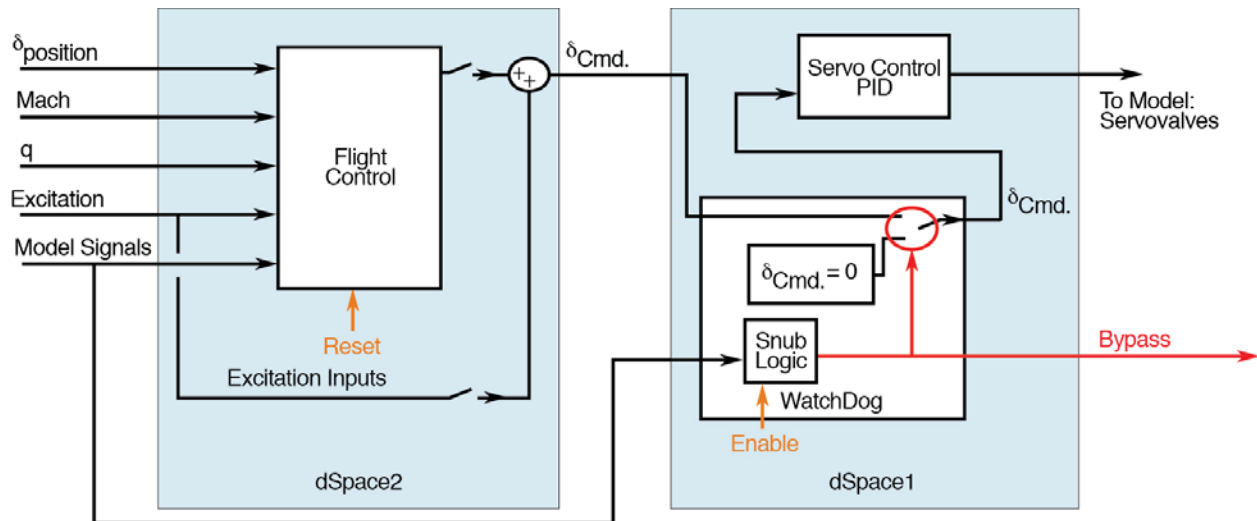 δposition
Mach
q
Excitation
Model Signals
Flight
Control
Reset
Excitation Inputs
dSpace2
+
+
δCmd.
Servo Control
PID
To Model:
Servovalves
δCmd.
δCmd. = 0
Snub
Logic
WatchDog
Enable
Bypass
dSpace1